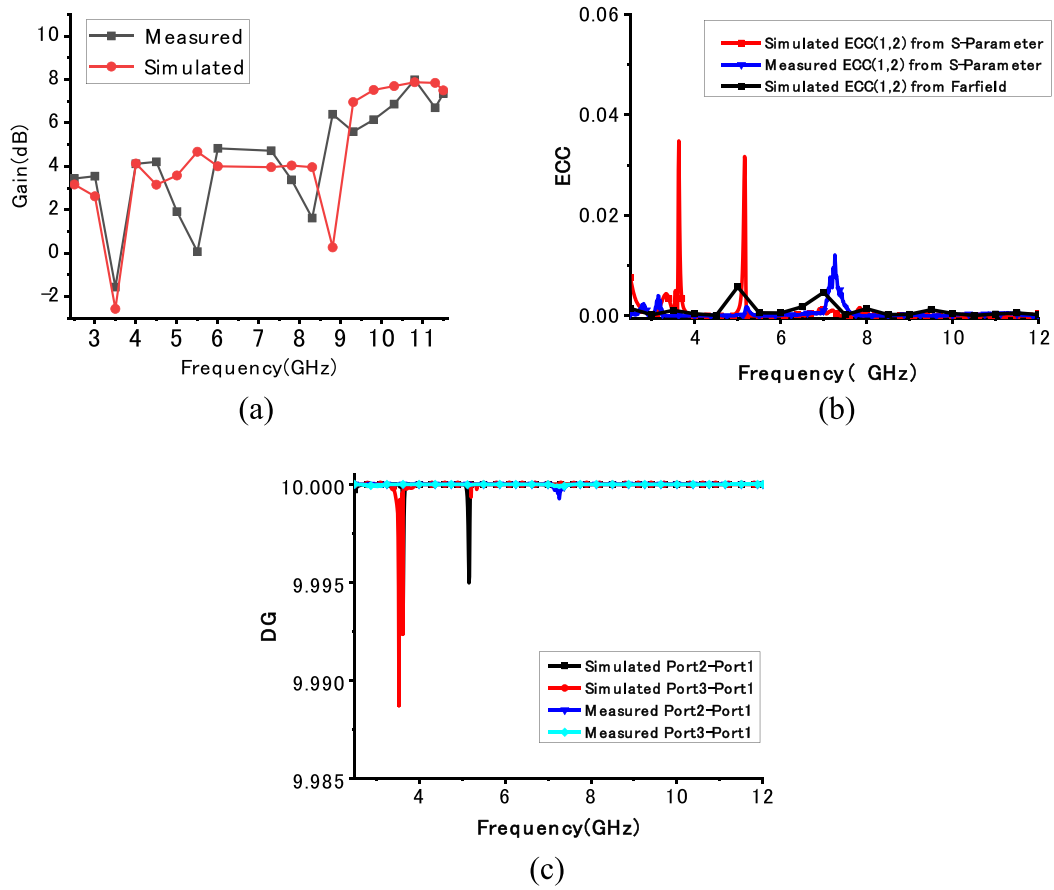 10
8
6
4
2
0
−2
Gain(dB)
Measured
Simulated
3 4 5 6 7 8 9 10 11
Frequency(GHz)
(a)
0.06
0.04
0.02
0.00
ECC
Simulated ECC(1,2) from S-Parameter
Measured ECC(1,2) from S-Parameter
Simulated ECC(1,2) from Farfield
4 6 8 10 12
Frequency( GHz)
(b)
10.000
9.995
9.990
9.985
DG
Simulated Port2-Port1
Simulated Port3-Port1
Measured Port2-Port1
Measured Port3-Port1
4 6 8 10 12
Frequency(GHz)
(c)